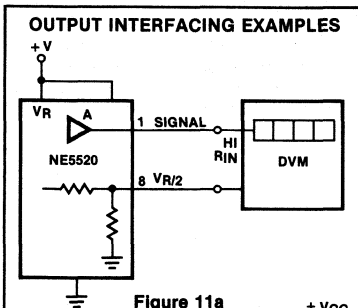 OUTPUT INTERFACING EXAMPLES
+V
VR
A
1 SIGNAL
HI
RIN
DVM
NE5520
8 VR/2
Figure 11a
+ VCC